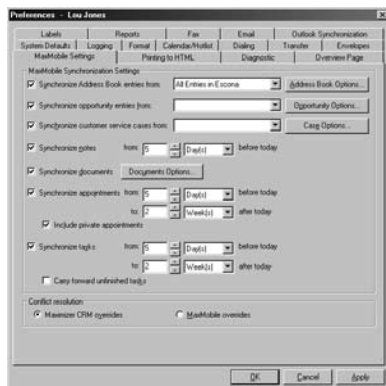 Preferences - Lou Jones
Labels Reports Fax Email Outlook Synchronization
System Defaults Logging Format Calendar/Hotlist Dialing Transfer Envelopes
MaxMobile Settings Printing to HTML Diagnostic Overview Page
MaxMobile Synchronization Settings
Synchronize Address Book entries from: All Entries in Escona Address Book Options...
Synchronize opportunity entries from: Opportunity Options...
Synchronize customer service cases from: Case Options...
Synchronize notes from: 5 Day(s) before today
Synchronize documents Documents Options...
Synchronize appointments from: 5 Day(s) before today
to: 2 Week(s) after today
Include private appointments
Synchronize tasks from: 5 Day(s) before today
to: 2 Week(s) after today
Carry forward unfinished tasks
Conflict resolution
Maximizer CRM overrides MaxMobile overrides
OK Cancel Apply